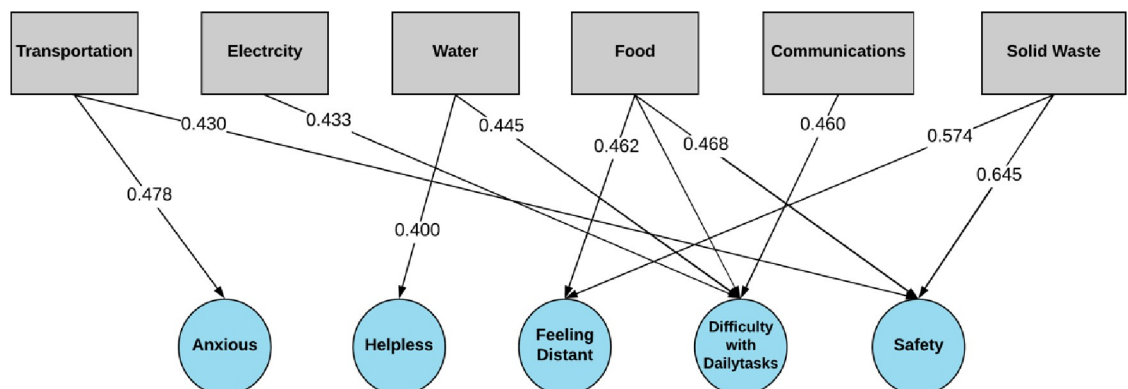 Transportation
Electrcity
Water
Food
Communications
Solid Waste
0.430
0.433
0.445
0.462
0.468
0.460
0.574
0.478
0.645
0.400
Anxious
Helpless
Feeling
Distant
Difficulty
with
Dailytasks
Safety